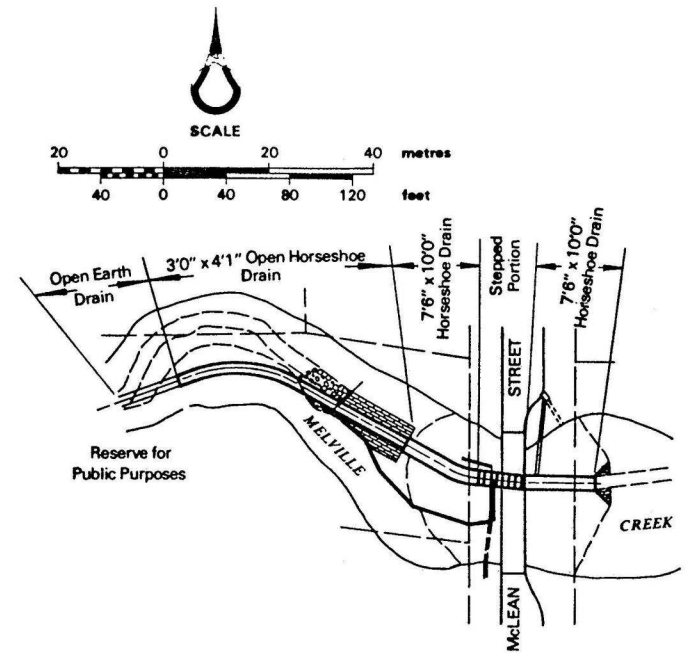 SCALE
20 0 20 40 metres
40 0 40 80 120 feet
Open Earth
Drain
3'0" x 4'1" Open Horseshoe
Drain
7'6" x 10'0"
Horseshoe Drain
Stepped
Portion
7'6" x 10'0"
Horseshoe Drain
STREET
MELVILLE
Reserve for
Public Purposes
CREEK
McLEAN